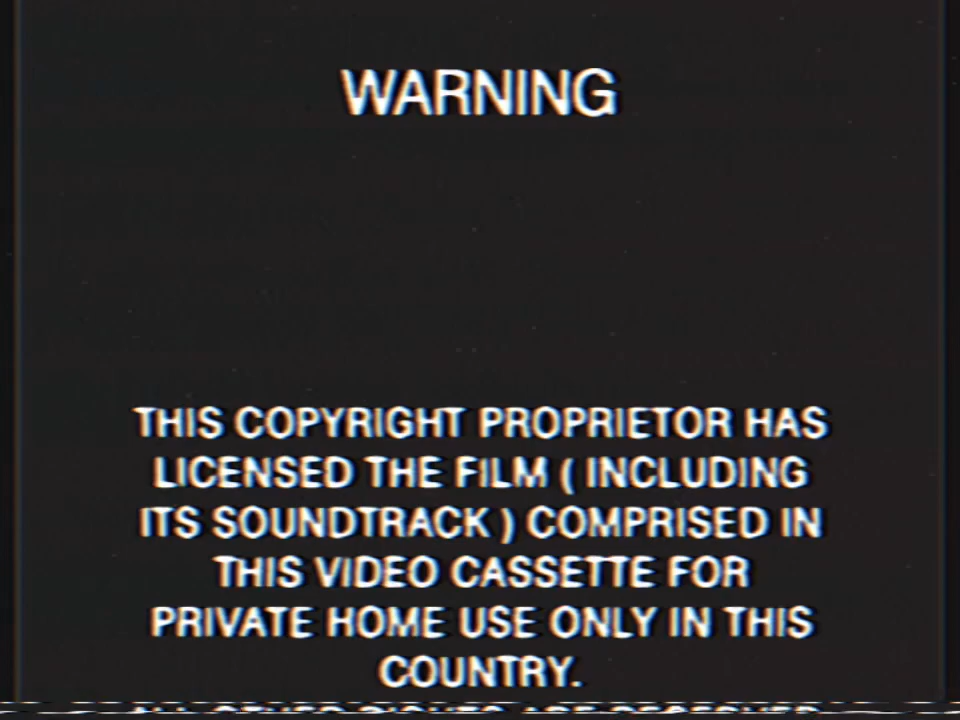 WARNING
THIS COPYRIGHT PROPRIETOR HAS
LICENSED THE FILM ( INCLUDING
ITS SOUNDTRACK ) COMPRISED IN
THIS VIDEO CASSETTE FOR
PRIVATE HOME USE ONLY IN THIS
COUNTRY.